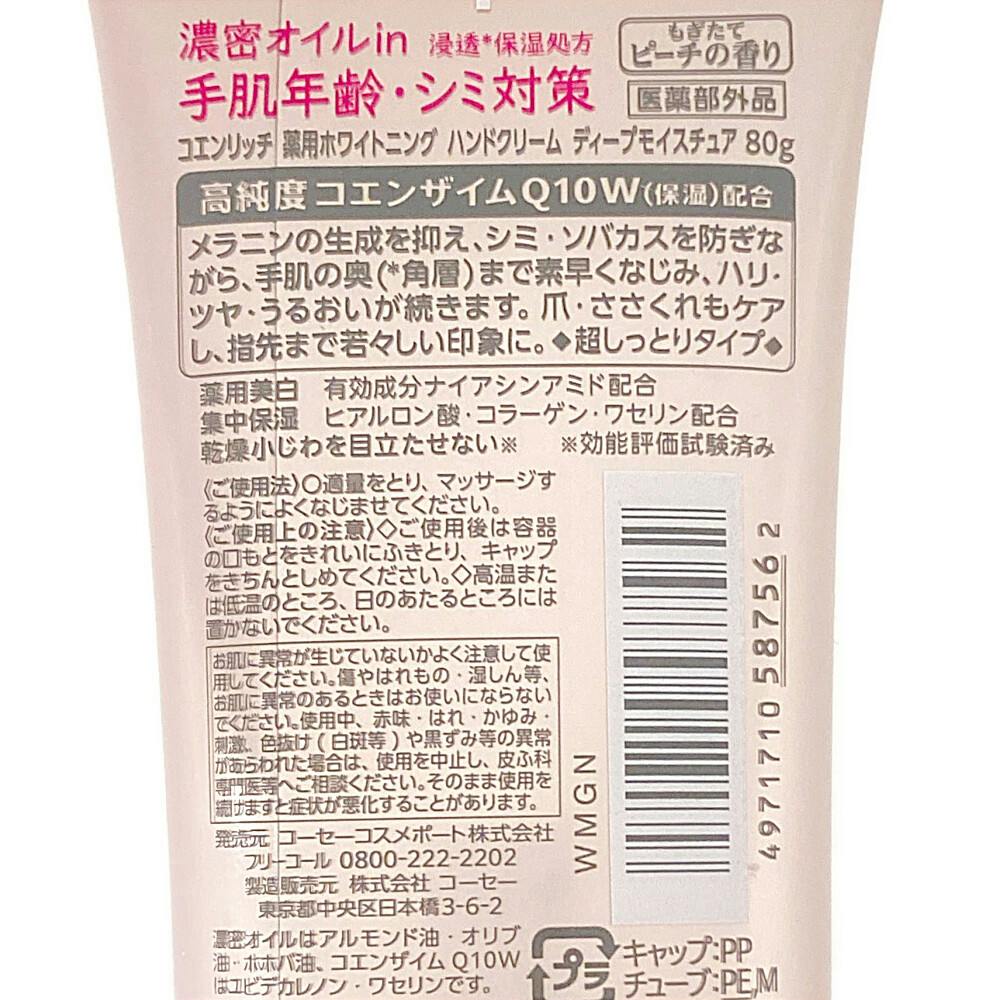 濃密オイルin 浸透*保湿処方
もぎたて
ピーチの香り
手肌年齢・シミ対策
医薬部外品
コエンリッチ 薬用ホワイトニング ハンドクリーム ディープモイスチュア 80g
高純度 コエンザイムQ10W(保湿)配合
メラニンの生成を抑え、シミ・ソバカスを防ぎな
がら、手肌の奥(*角層)まで素早くなじみ、ハリ・
ツヤ・うるおいが続きます。爪・ささくれもケア
し、指先まで若々しい印象に。◆超しっとりタイプ◆
薬用美白 有効成分ナイアシンアミド配合
集中保湿 ヒアルロン酸・コラーゲン・ワセリン配合
乾燥小じわを目立たせない※ ※効能評価試験済み
〈ご使用法〉○適量をとり、マッサージす
るようによくなじませてください。
〈ご使用上の注意〉◇ご使用後は容器
の口もとをきれいにふきとり、キャップ
をきちんとしめてください。◇高温また
は低温のところ、日のあたるところには
置かないでください。
お肌に異常が生じていないかよく注意して使
用してください。傷やはれもの・湿しん等、
お肌に異常のあるときはお使いにならない
でください。使用中、赤味・はれ・かゆみ・
刺激、色抜け(白斑等)や黒ずみ等の異常
があらわれた場合は、使用を中止し、皮ふ科
専門医等へご相談ください。そのまま使用を
続けますと症状が悪化することがあります。
発売元 コーセーコスメポート株式会社
フリーコール 0800-222-2202
製造販売元 株式会社 コーセー
東京都中央区日本橋3-6-2
濃密オイルはアルモンド油・オリブ
油・ホホバ油、コエンザイム Q10W
はユビデカレノン・ワセリンです。
WMGN
4971710587562
プラ
キャップ:PP
チューブ:PE,M